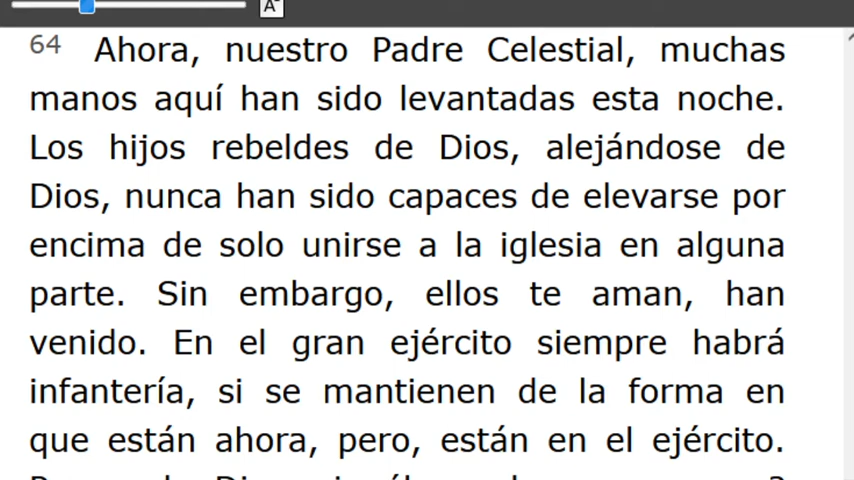 A
64 Ahora, nuestro Padre Celestial, muchas
manos aquí han sido levantadas esta noche.
Los hijos rebeldes de Dios, alejándose de
Dios, nunca han sido capaces de elevarse por
encima de solo unirse a la iglesia en alguna
parte. Sin embargo, ellos te aman, han
venido. En el gran ejército siempre habrá
infantería, si se mantienen de la forma en
que están ahora, pero, están en el ejército.